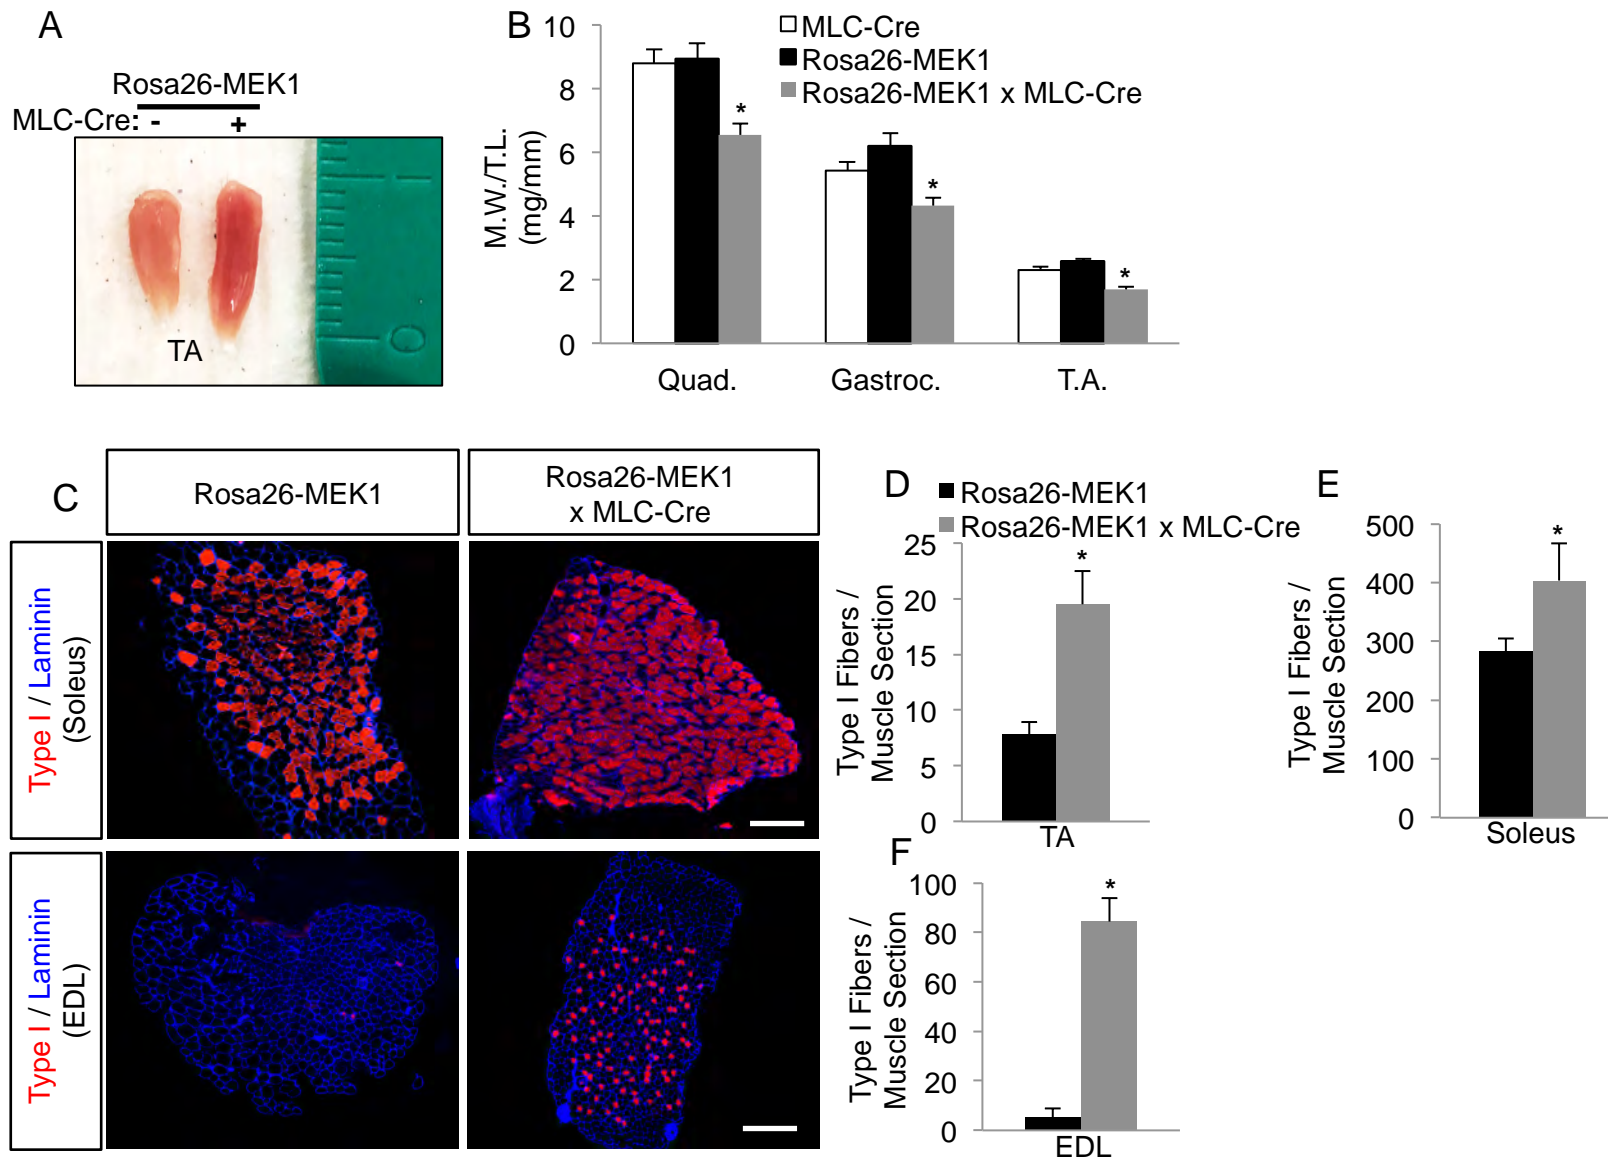 A
Rosa26-MEK1
MLC-Cre: - +
TA
0
B
10
8
6
4
2
0
M.W./T.L.
(mg/mm)
MLC-Cre
Rosa26-MEK1
Rosa26-MEK1 x MLC-Cre
*
*
*
Quad.
Gastroc.
T.A.
C
Rosa26-MEK1
Rosa26-MEK1
x MLC-Cre
Type I / Laminin
(Soleus)
Type I / Laminin
(EDL)
D
Rosa26-MEK1
Rosa26-MEK1 x MLC-Cre
25
20
15
10
5
0
Type I Fibers /
Muscle Section
*
TA
E
500
400
300
200
100
0
Type I Fibers /
Muscle Section
*
Soleus
F
100
80
60
40
20
0
Type I Fibers /
Muscle Section
*
EDL